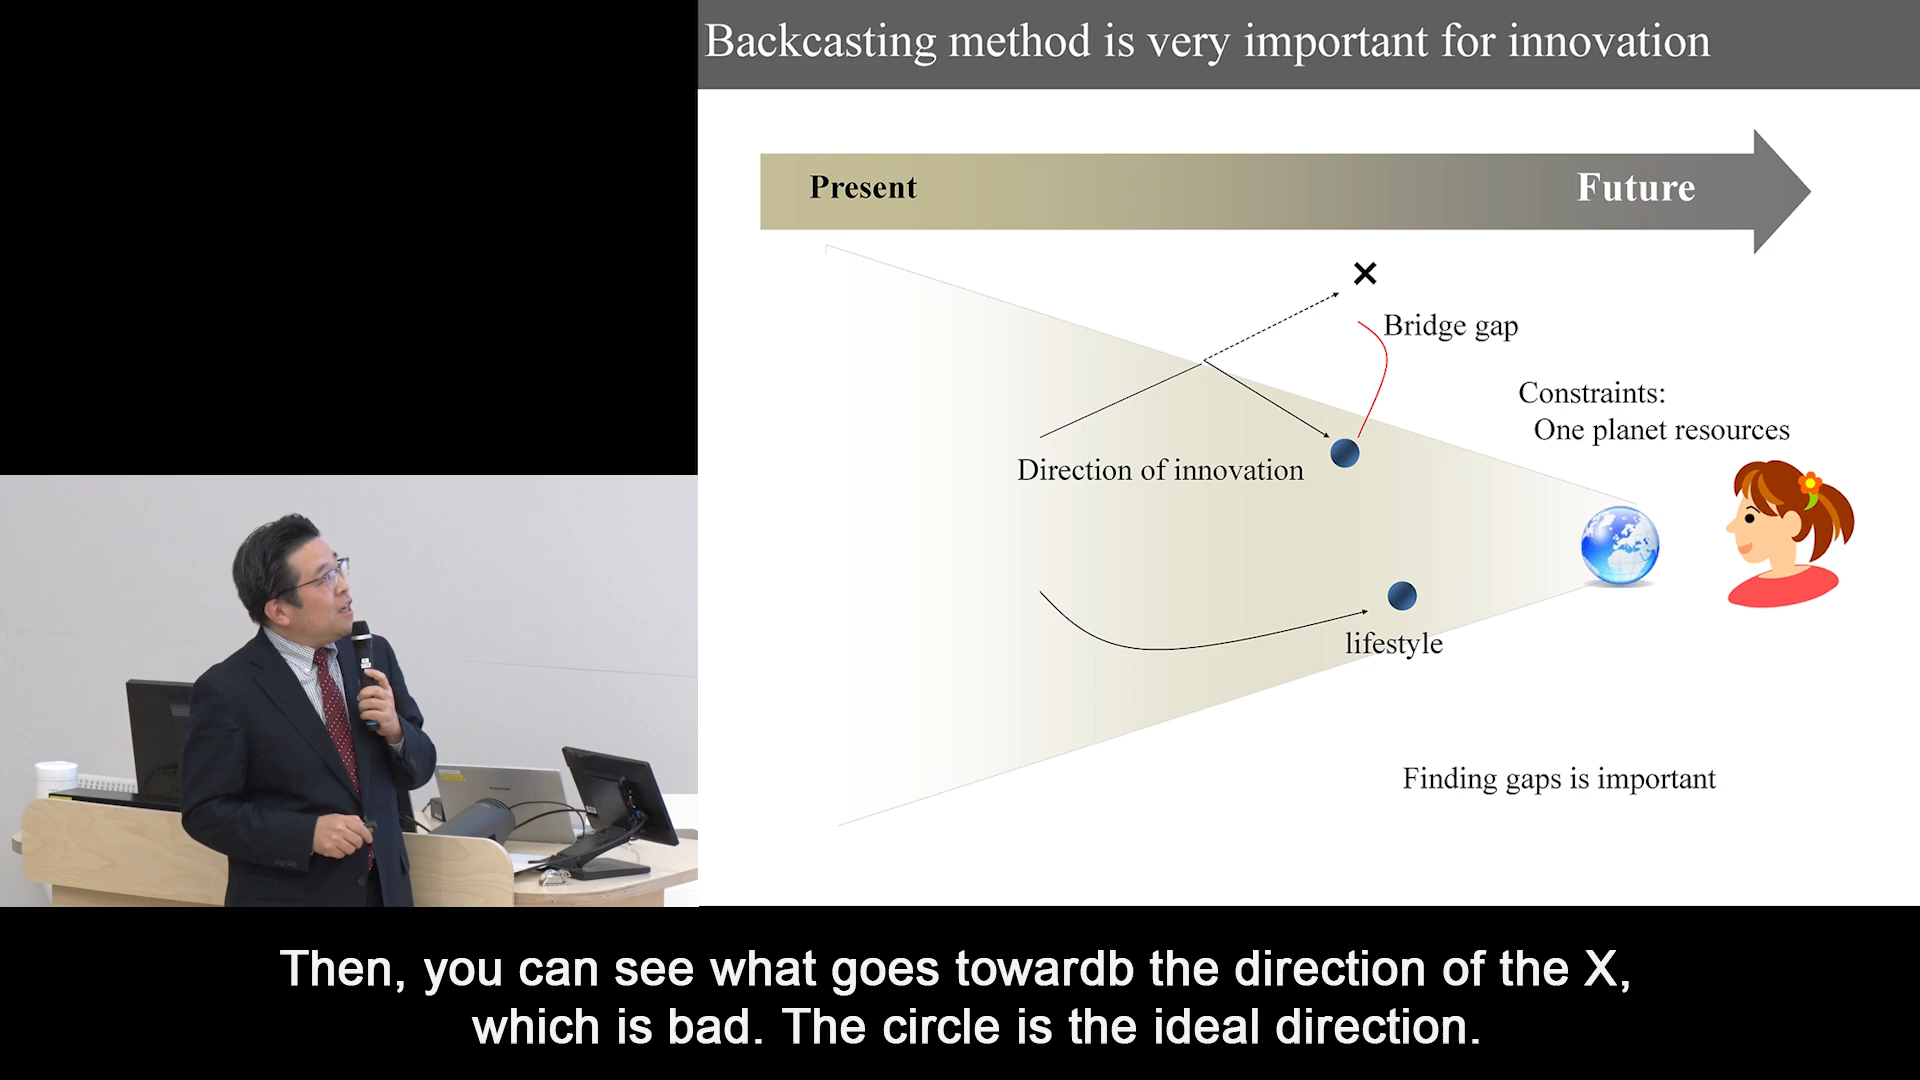 Backcasting method is very important for innovation
Present
Future
×
Bridge gap
Constraints:
One planet resources
Direction of innovation
lifestyle
Finding gaps is important
Then, you can see what goes towardb the direction of the X,
which is bad. The circle is the ideal direction.